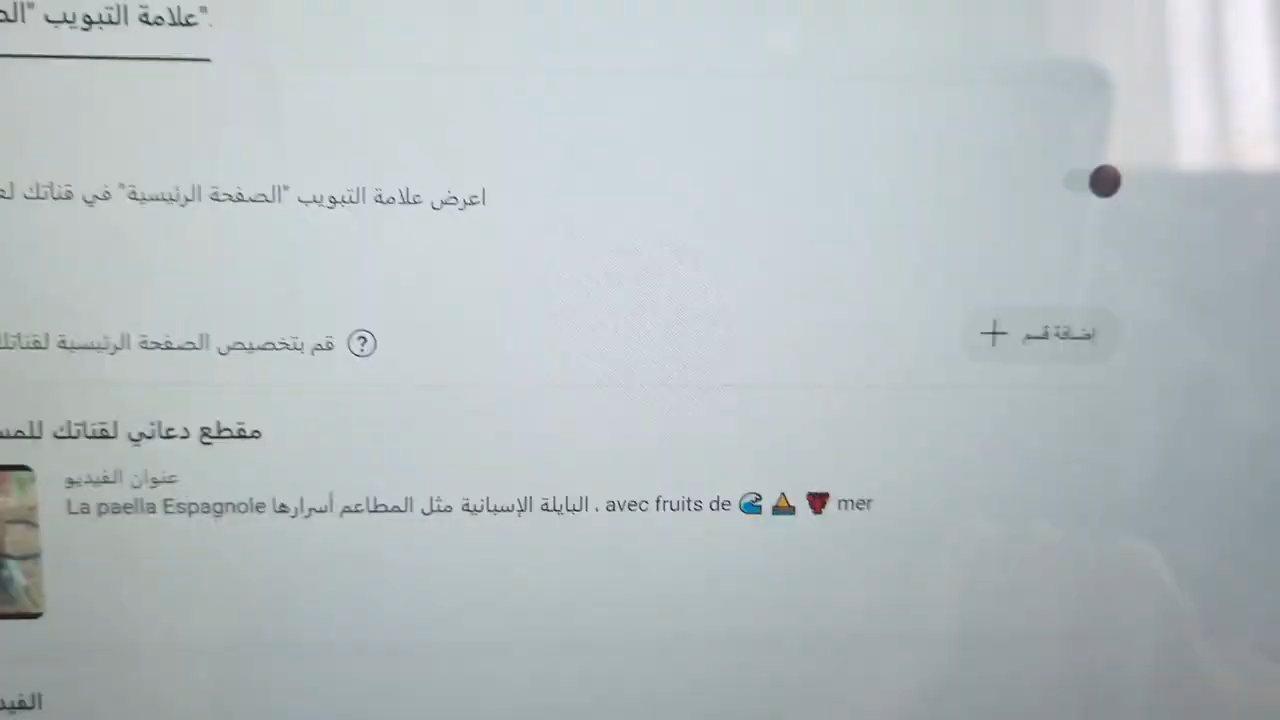 علامة التبويب "
اعرض علامة التبويب "الصفحة الرئيسية" في قناتك
قم بتخصيص الصفحة الرئيسية لقناتك ?
+ إضافة قسم
مقطع دعائي لقناتك
عنوان الفيديو
La paella Espagnole البايلة الإسبانية مثل المطاعم أسرارها . avec fruits de 🌊 ⛵ 🦞 mer